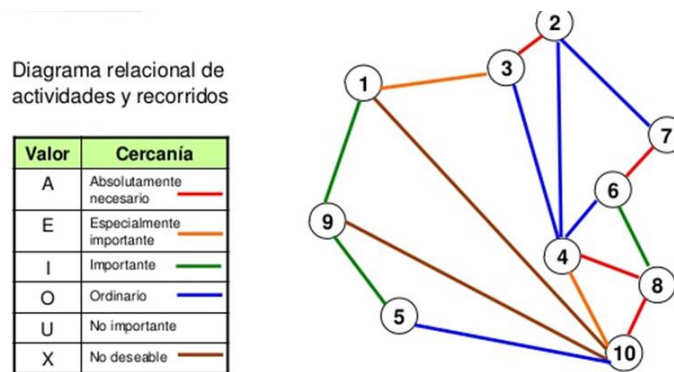 Diagrama relacional de
actividades y recorridos
Valor Cercanía
A Absolutamente
necesario
E Especialmente
importante
I Importante
O Ordinario
U No importante
X No deseable
2
3
1
7
6
9
4
8
5
10